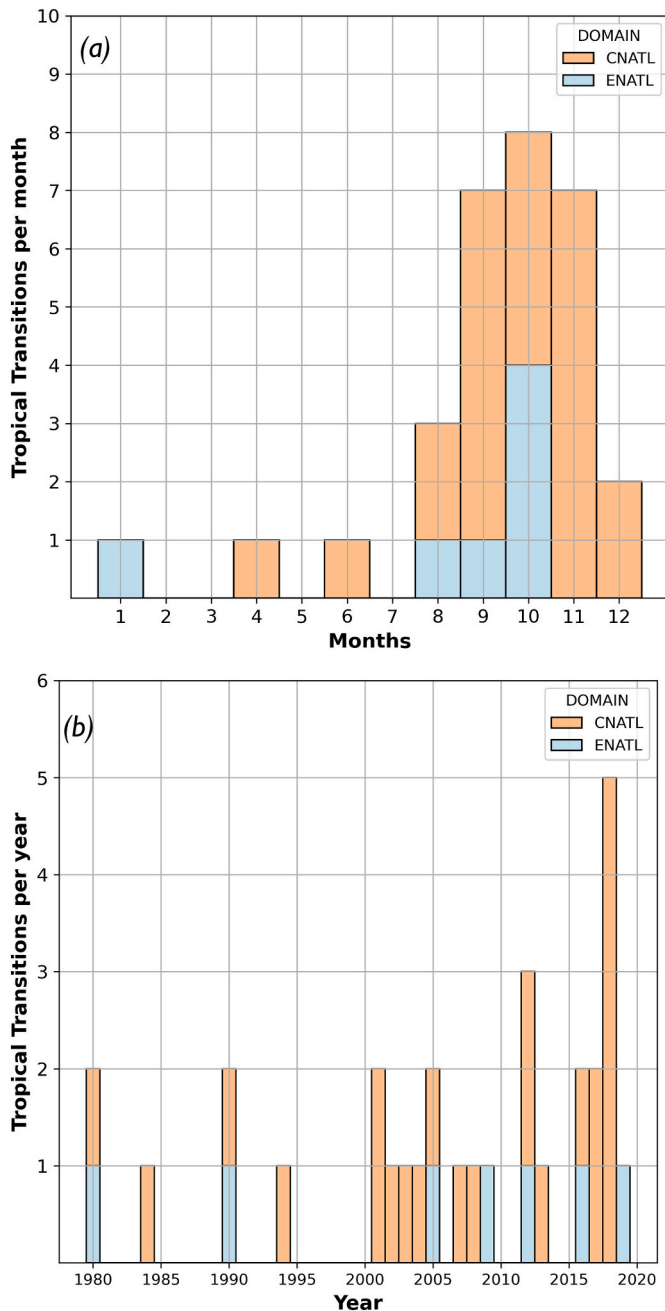 (a)
DOMAIN
CNATL
ENATL
Tropical Transitions per month
10
9
8
7
6
5
4
3
2
1
1 2 3 4 5 6 7 8 9 10 11 12
Months
(b)
DOMAIN
CNATL
ENATL
Tropical Transitions per year
6
5
4
3
2
1
1980 1985 1990 1995 2000 2005 2010 2015 2020
Year